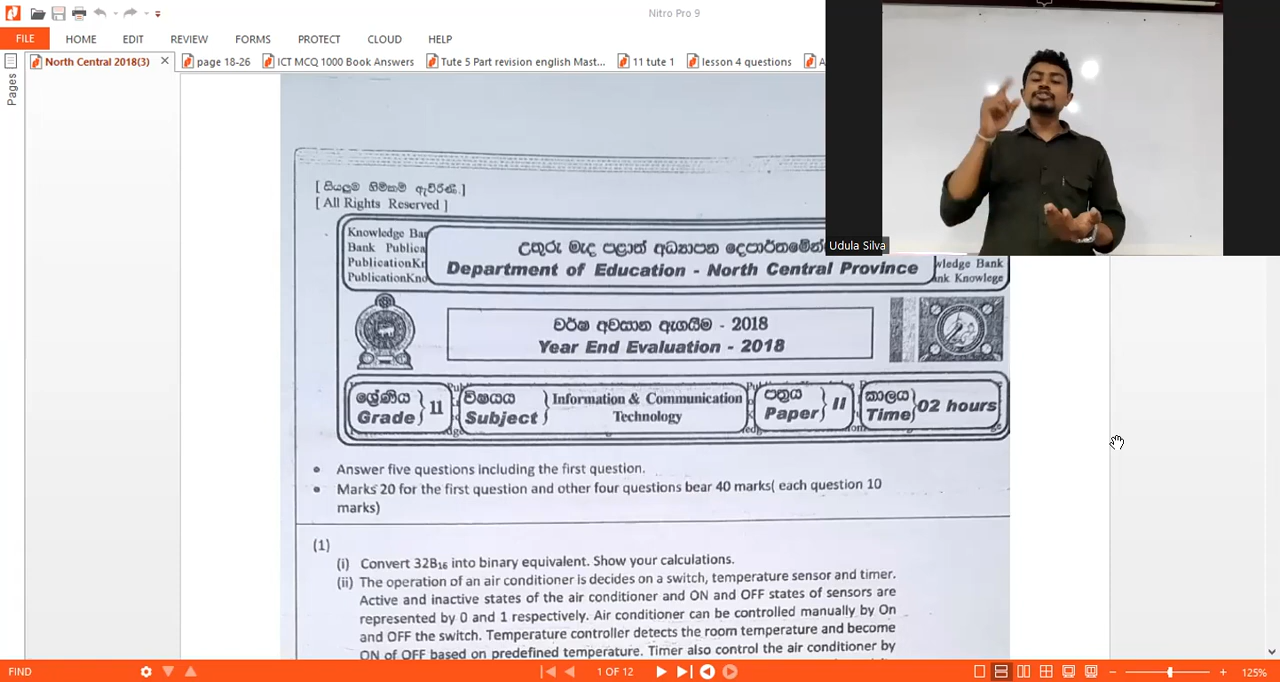 Nitro Pro 9
FILE HOME EDIT REVIEW FORMS PROTECT CLOUD HELP
North Central 2018(3) page 18-26 ICT MCQ 1000 Book Answers Tute 5 Part revision english Mast... 11 tute 1 lesson 4 questions
Pages
[ සියලුම හිමිකම් ඇවිරිණි.]
[ All Rights Reserved ]
Knowledge Ban
Bank Publica
PublicationKr
PublicationKno
උතුරු මැද පළාත් අධ්‍යාපන දෙපාර්තමේන්
Department of Education - North Central Province
wledge Bank
ank Knowlege
Udula Silva
වර්ෂ අවසාන ඇගයීම - 2018
Year End Evaluation - 2018
ශ්‍රේණිය
Grade } 11
විෂයය
Subject }
Information & Communication
Technology
පත්‍රය
Paper } II
කාලය
Time } 02 hours
• Answer five questions including the first question.
• Marks 20 for the first question and other four questions bear 40 marks( each question 10
marks)
(1)
(i) Convert 32B₁₆ into binary equivalent. Show your calculations.
(ii) The operation of an air conditioner is decides on a switch, temperature sensor and timer.
Active and inactive states of the air conditioner and ON and OFF states of sensors are
represented by 0 and 1 respectively. Air conditioner can be controlled manually by On
and OFF the switch. Temperature controller detects the room temperature and become
ON of OFF based on predefined temperature. Timer also control the air conditioner by
FIND
1 OF 12
125%